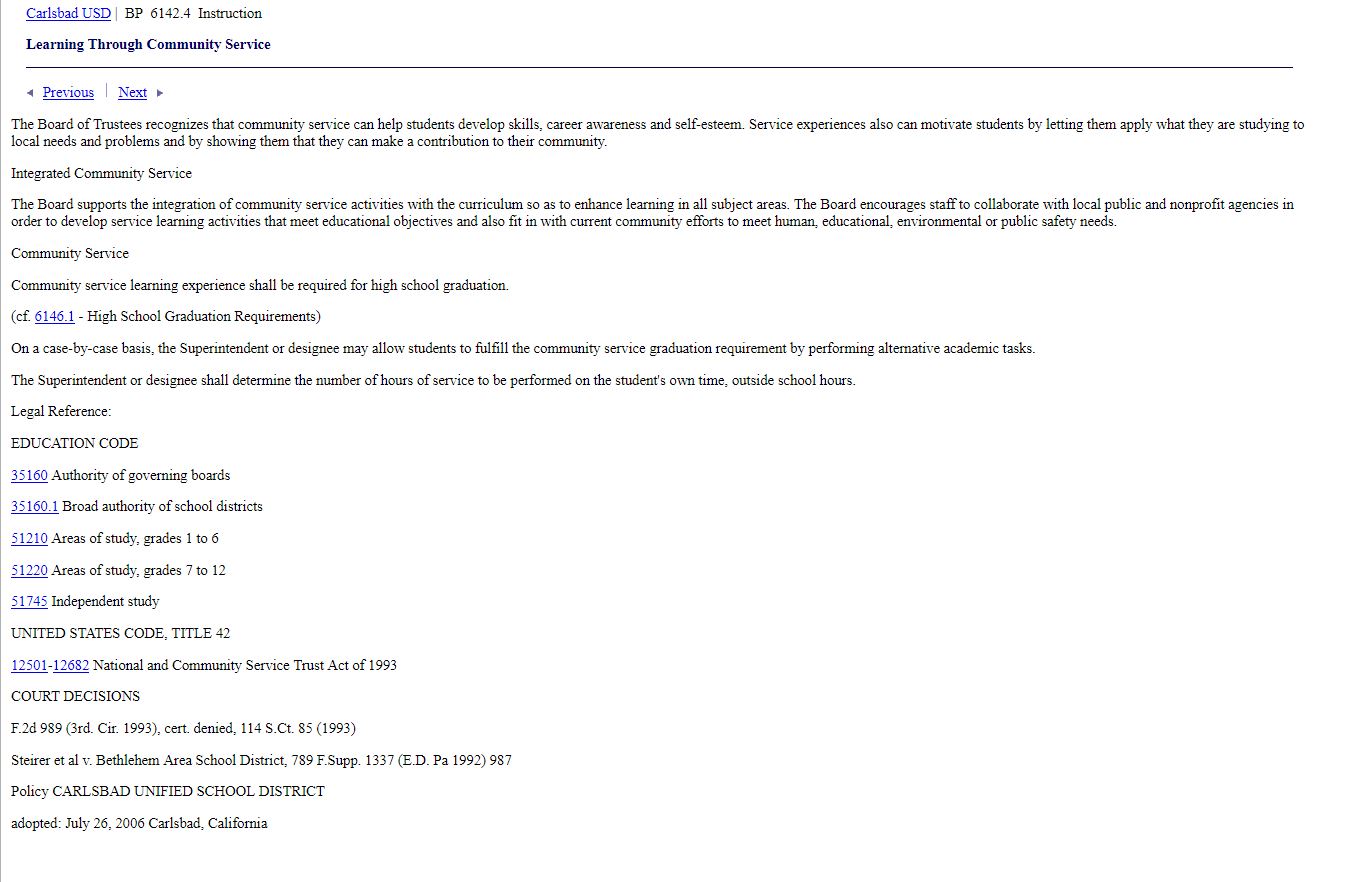 Carlsbad USD | BP 6142.4 Instruction
Learning Through Community Service
Previous | Next
The Board of Trustees recognizes that community service can help students develop skills, career awareness and self-esteem. Service experiences also can motivate students by letting them apply what they are studying to
local needs and problems and by showing them that they can make a contribution to their community.
Integrated Community Service
The Board supports the integration of community service activities with the curriculum so as to enhance learning in all subject areas. The Board encourages staff to collaborate with local public and nonprofit agencies in
order to develop service learning activities that meet educational objectives and also fit in with current community efforts to meet human, educational, environmental or public safety needs.
Community Service
Community service learning experience shall be required for high school graduation.
(cf. 6146.1 - High School Graduation Requirements)
On a case-by-case basis, the Superintendent or designee may allow students to fulfill the community service graduation requirement by performing alternative academic tasks.
The Superintendent or designee shall determine the number of hours of service to be performed on the student's own time, outside school hours.
Legal Reference:
EDUCATION CODE
35160 Authority of governing boards
35160.1 Broad authority of school districts
51210 Areas of study, grades 1 to 6
51220 Areas of study, grades 7 to 12
51745 Independent study
UNITED STATES CODE, TITLE 42
12501-12682 National and Community Service Trust Act of 1993
COURT DECISIONS
F.2d 989 (3rd. Cir. 1993), cert. denied, 114 S.Ct. 85 (1993)
Steirer et al v. Bethlehem Area School District, 789 F.Supp. 1337 (E.D. Pa 1992) 987
Policy CARLSBAD UNIFIED SCHOOL DISTRICT
adopted: July 26, 2006 Carlsbad, California